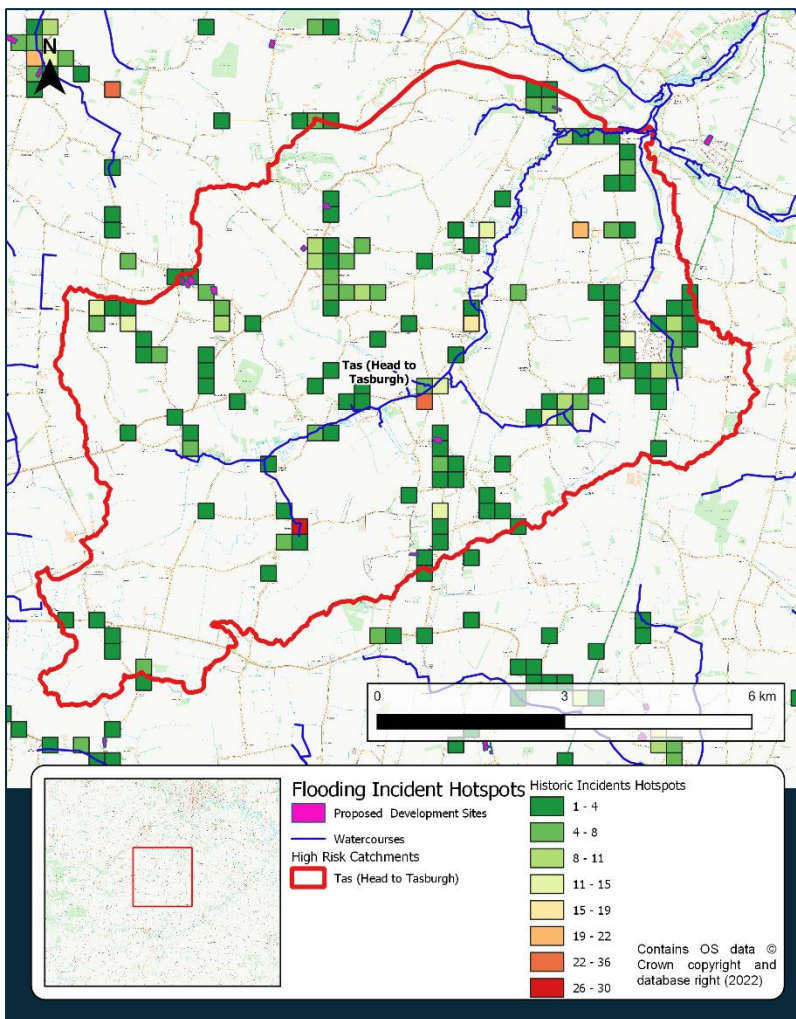 N
Tas (Head to
Tasburgh)
0
3
6 km
Flooding Incident Hotspots
Proposed Development Sites
Watercourses
High Risk Catchments
Tas (Head to Tasburgh)
Historic Incidents Hotspots
1 - 4
4 - 8
8 - 11
11 - 15
15 - 19
19 - 22
22 - 36
26 - 30
Contains OS data ©
Crown copyright and
database right (2022)